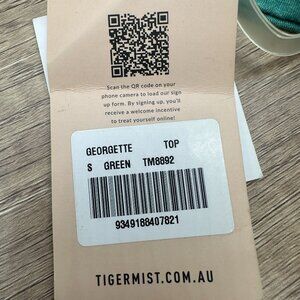 Scan the QR code on your
phone camera to load our sign
up form. By signing up, you'll
receive a welcome incentive
to treat yourself online!
GEORGETTE TOP
S GREEN TM8892
9349188407821
TIGERMIST.COM.AU